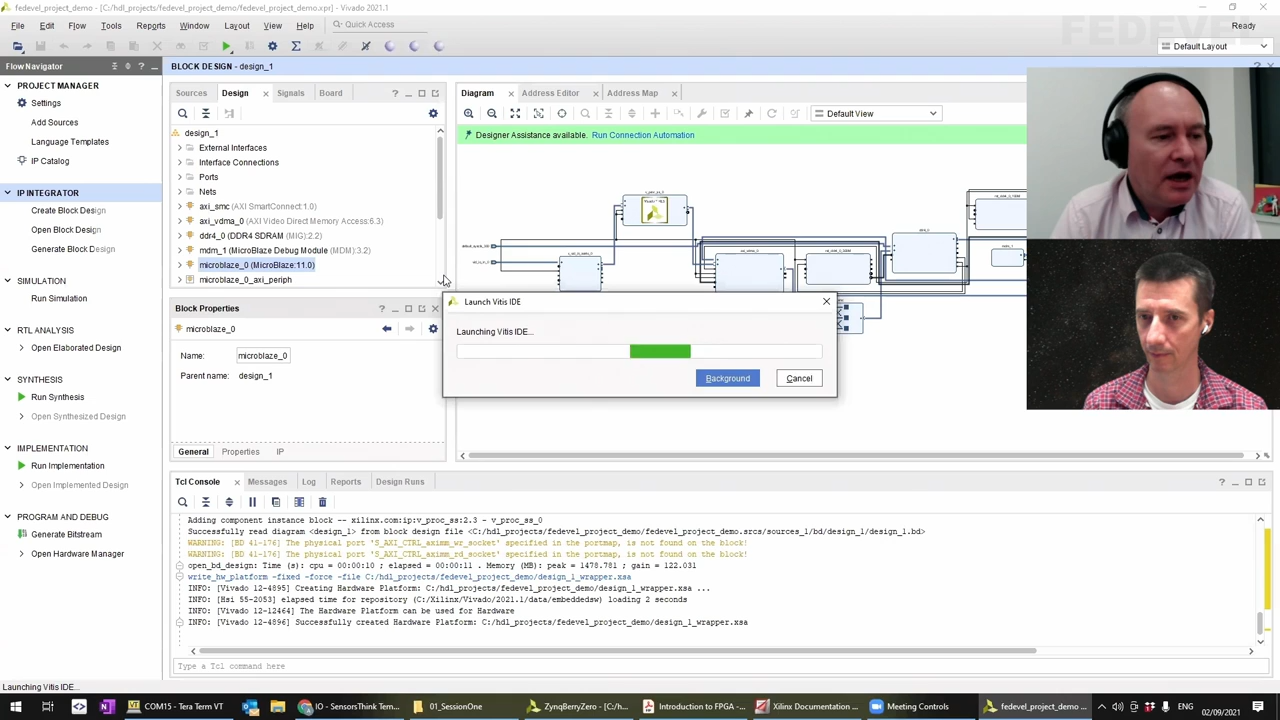 fedevel_project_demo - [C:/hdl_projects/fedevel_project_demo/fedevel_project_demo.xpr] - Vivado 2021.1
File Edit Flow Tools Reports Window Layout View Help Quick Access
FEDEVEL
Ready
Default Layout
Flow Navigator
PROJECT MANAGER
Settings
Add Sources
Language Templates
IP Catalog
IP INTEGRATOR
Create Block Design
Open Block Design
Generate Block Design
SIMULATION
Run Simulation
RTL ANALYSIS
Open Elaborated Design
SYNTHESIS
Run Synthesis
Open Synthesized Design
IMPLEMENTATION
Run Implementation
Open Implemented Design
PROGRAM AND DEBUG
Generate Bitstream
Open Hardware Manager
BLOCK DESIGN - design_1
Sources Design Signals Board
design_1
External Interfaces
Interface Connections
Ports
Nets
axi_smc (AXI SmartConnect:1.0)
axi_vdma_0 (AXI Video Direct Memory Access:6.3)
ddr4_0 (DDR4 SDRAM (MIG):2.2)
mdm_1 (MicroBlaze Debug Module (MDM):3.2)
microblaze_0 (MicroBlaze:11.0)
microblaze_0_axi_periph
Block Properties
microblaze_0
Name: microblaze_0
Parent name: design_1
General Properties IP
Diagram Address Editor Address Map
Default View
Designer Assistance available. Run Connection Automation
Launch Vitis IDE
Launching Vitis IDE...
Background Cancel
Tcl Console Messages Log Reports Design Runs
Adding component instance block -- xilinx.com:ip:v_proc_ss:2.3 - v_proc_ss_0
Successfully read diagram <design_1> from block design file <C:/hdl_projects/fedevel_project_demo/fedevel_project_demo.srcs/sources_1/bd/design_1/design_1.bd>
WARNING: [BD 41-176] The physical port 'S_AXI_CTRL_aximm_wr_socket' specified in the portmap, is not found on the block!
WARNING: [BD 41-176] The physical port 'S_AXI_CTRL_aximm_rd_socket' specified in the portmap, is not found on the block!
open_bd_design: Time (s): cpu = 00:00:10 ; elapsed = 00:00:11 . Memory (MB): peak = 1478.781 ; gain = 122.031
write_hw_platform -fixed -force -file C:/hdl_projects/fedevel_project_demo/design_1_wrapper.xsa
INFO: [Vivado 12-4895] Creating Hardware Platform: C:/hdl_projects/fedevel_project_demo/design_1_wrapper.xsa ...
INFO: [Hsi 55-2053] elapsed time for repository (C:/Xilinx/Vivado/2021.1/data/embeddedsw) loading 2 seconds
INFO: [Vivado 12-12464] The Hardware Platform can be used for Hardware
INFO: [Vivado 12-4896] Successfully created Hardware Platform: C:/hdl_projects/fedevel_project_demo/design_1_wrapper.xsa
Type a Tcl command here
Launching Vitis IDE...
COM15 - Tera Term VT
IO - SensorsThink Tem...
01_SessionOne
ZynqBerryZero - [C:/h...
Introduction to FPGA -...
Xilinx Documentation ...
Meeting Controls
fedevel_project_demo ...
ENG
17:46
02/09/2021